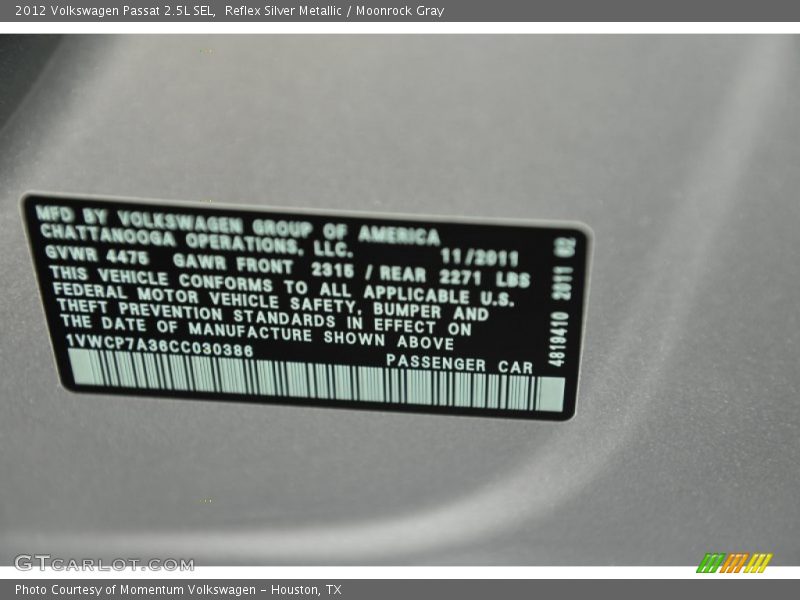 2012 Volkswagen Passat 2.5L SEL,  Reflex Silver Metallic / Moonrock Gray
MFD BY VOLKSWAGEN GROUP OF AMERICA
CHATTANOOGA OPERATIONS, LLC. 11/2011
GVWR 4475 GAWR FRONT 2315 / REAR 2271 LBS
THIS VEHICLE CONFORMS TO ALL APPLICABLE U.S.
FEDERAL MOTOR VEHICLE SAFETY, BUMPER AND
THEFT PREVENTION STANDARDS IN EFFECT ON
THE DATE OF MANUFACTURE SHOWN ABOVE
1VWCP7A36CC030386 PASSENGER CAR
4819410 2011 02
GTCARLOT.COM
Photo Courtesy of Momentum Volkswagen – Houston, TX